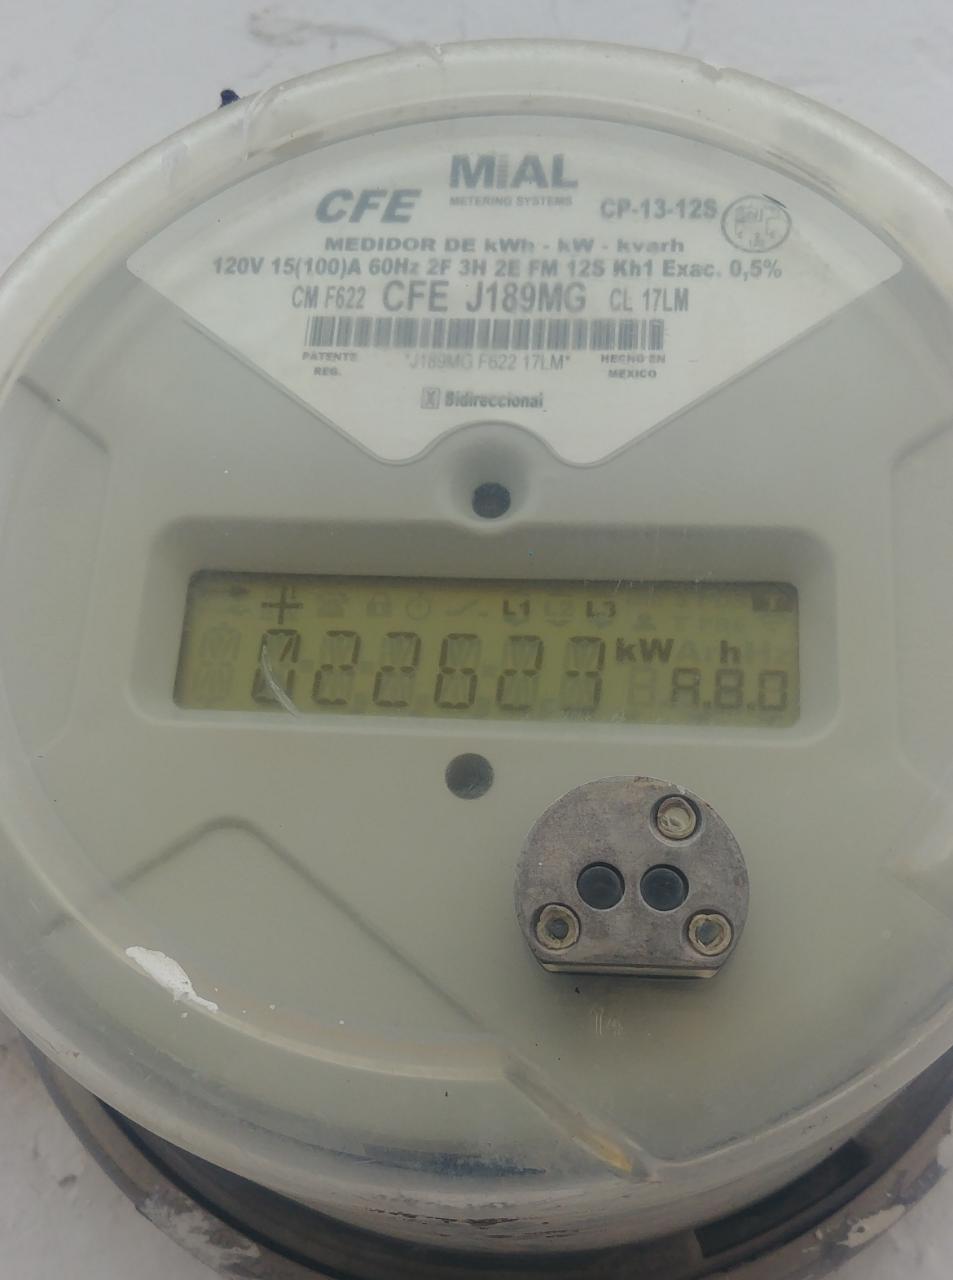 MIAL
METERING SYSTEMS
CFE
CP-13-12S
MEDIDOR DE kWh - kW - kvarh
120V 15(100)A 60Hz 2F 3H 2E FM 12S Kh1 Exac. 0,5%
CM F622 CFE J189MG CL 17LM
PATENTE
REG.
*J189MG F622 17LM*
HECHO EN
MEXICO
X Bidireccional
L1 L3
022623 kWh
A.8.0